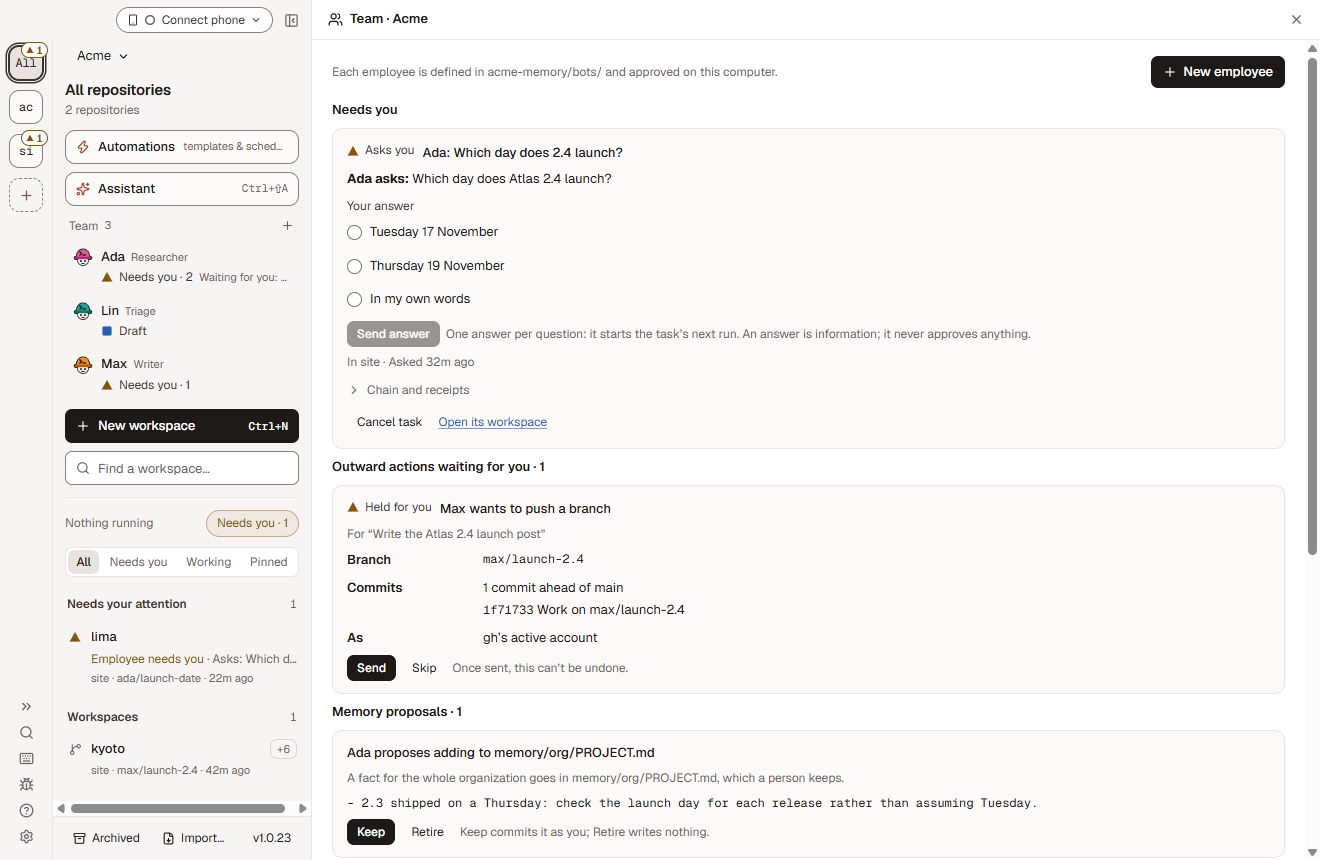 Connect phone
Team · Acme
1
All
ac
1
si
Acme
All repositories
2 repositories
Automations templates & sched...
Assistant Ctrl+⇧A
Team 3
Ada Researcher
Needs you · 2 Waiting for you: ...
Lin Triage
Draft
Max Writer
Needs you · 1
New workspace Ctrl+N
Find a workspace...
Nothing running
Needs you · 1
All Needs you Working Pinned
Needs your attention 1
lima
Employee needs you · Asks: Which d...
site · ada/launch-date · 22m ago
Workspaces 1
kyoto +6
site · max/launch-2.4 · 42m ago
Archived Import... v1.0.23
Each employee is defined in acme-memory/bots/ and approved on this computer.
New employee
Needs you
Asks you Ada: Which day does 2.4 launch?
Ada asks: Which day does Atlas 2.4 launch?
Your answer
Tuesday 17 November
Thursday 19 November
In my own words
Send answer One answer per question: it starts the task's next run. An answer is information; it never approves anything.
In site · Asked 32m ago
Chain and receipts
Cancel task Open its workspace
Outward actions waiting for you · 1
Held for you Max wants to push a branch
For “Write the Atlas 2.4 launch post”
Branch max/launch-2.4
Commits 1 commit ahead of main
1f71733 Work on max/launch-2.4
As gh's active account
Send Skip Once sent, this can't be undone.
Memory proposals · 1
Ada proposes adding to memory/org/PROJECT.md
A fact for the whole organization goes in memory/org/PROJECT.md, which a person keeps.
- 2.3 shipped on a Thursday: check the launch day for each release rather than assuming Tuesday.
Keep Retire Keep commits it as you; Retire writes nothing.